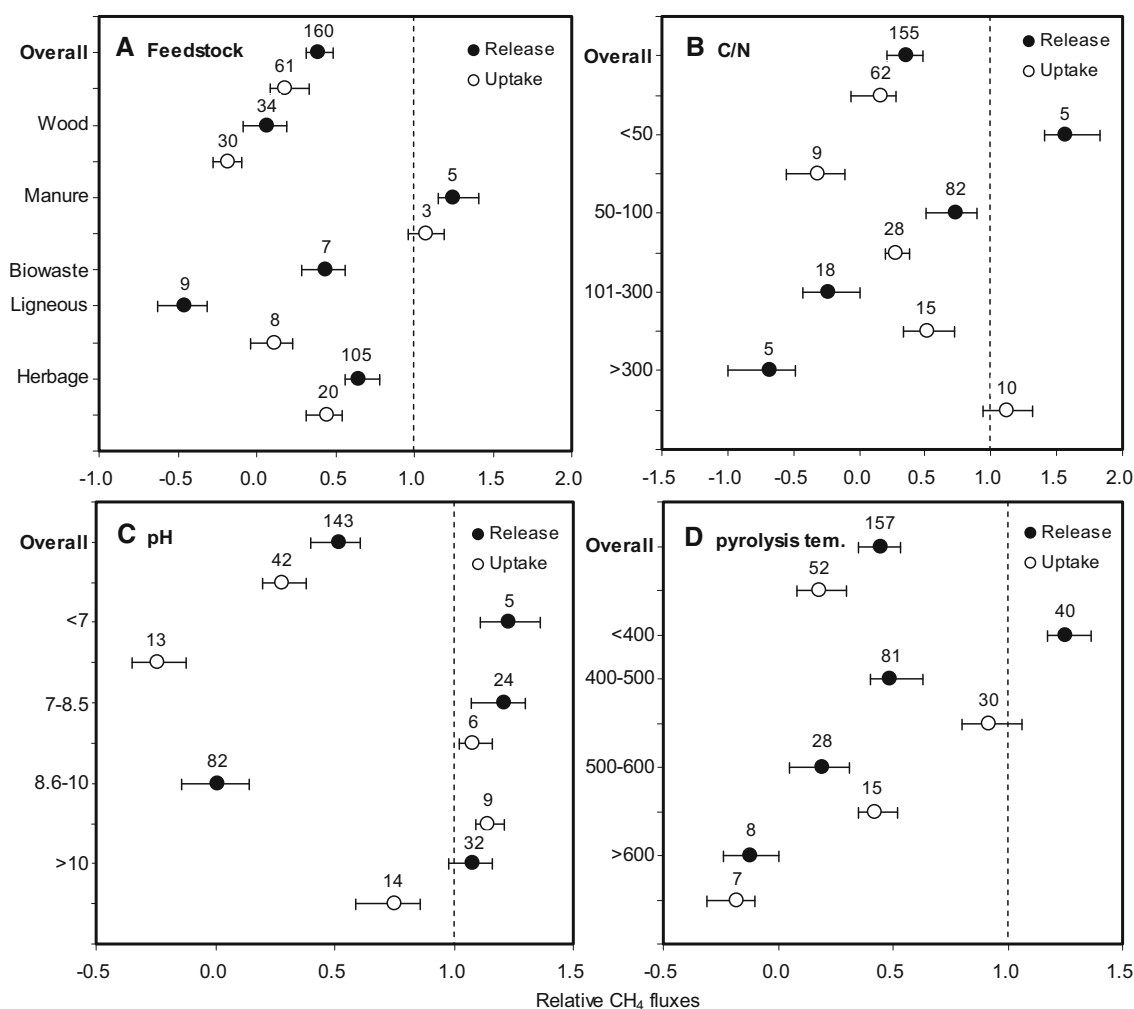 A Feedstock
Release
Uptake
Overall
160
61
Wood
34
30
Manure
5
3
Biowaste
7
Ligneous
9
8
Herbage
105
20
-1.0 -0.5 0.0 0.5 1.0 1.5 2.0
B C/N
Release
Uptake
Overall
155
62
<50
5
9
50-100
82
28
101-300
18
15
>300
5
10
-1.5 -1.0 -0.5 0.0 0.5 1.0 1.5 2.0
C pH
Release
Uptake
Overall
143
42
<7
5
13
7-8.5
24
6
8.6-10
82
9
>10
32
14
-0.5 0.0 0.5 1.0 1.5
D pyrolysis tem.
Release
Uptake
Overall
157
52
<400
40
400-500
81
30
500-600
28
15
>600
8
7
-0.5 0.0 0.5 1.0 1.5
Relative CH₄ fluxes